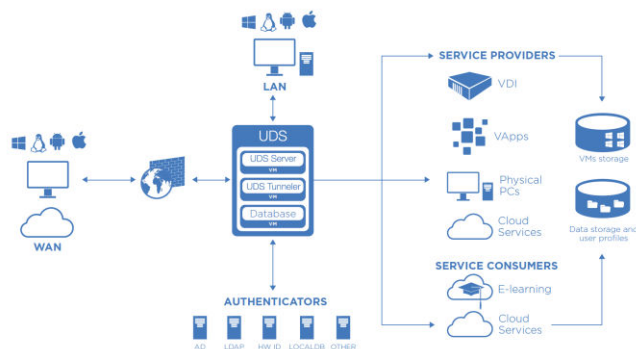 LAN
WAN
UDS
UDS Server
VM
UDS Tunneler
VM
Database
VM
AUTHENTICATORS
AD
LDAP
HW ID
LOCALDB
OTHER
SERVICE PROVIDERS
VDI
VApps
Physical
PCs
Cloud
Services
SERVICE CONSUMERS
E-learning
Cloud
Services
VMs storage
Data storage and
user profiles